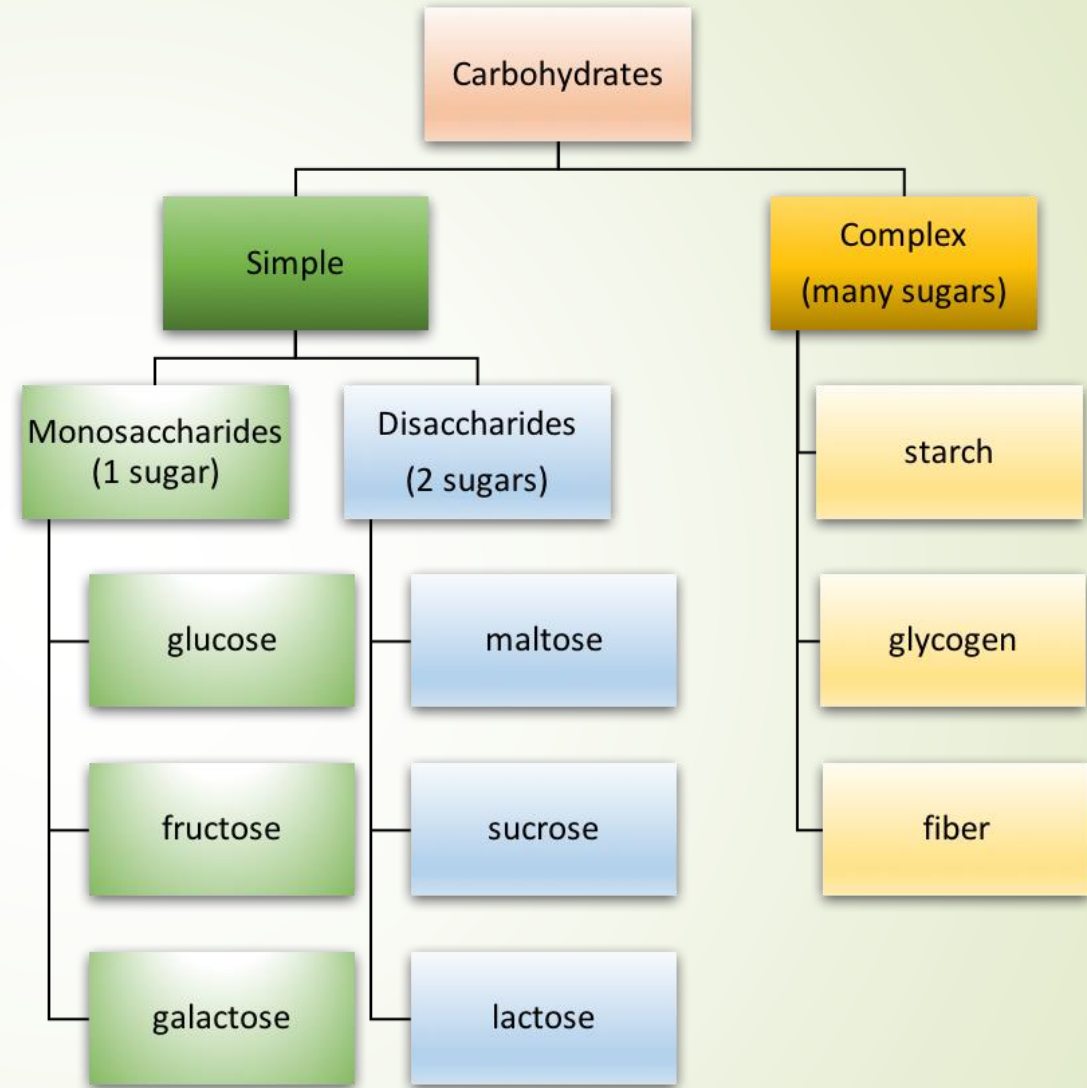 Carbohydrates
Simple
Complex
(many sugars)
Monosaccharides
(1 sugar)
Disaccharides
(2 sugars)
starch
glucose
maltose
glycogen
fructose
sucrose
fiber
galactose
lactose